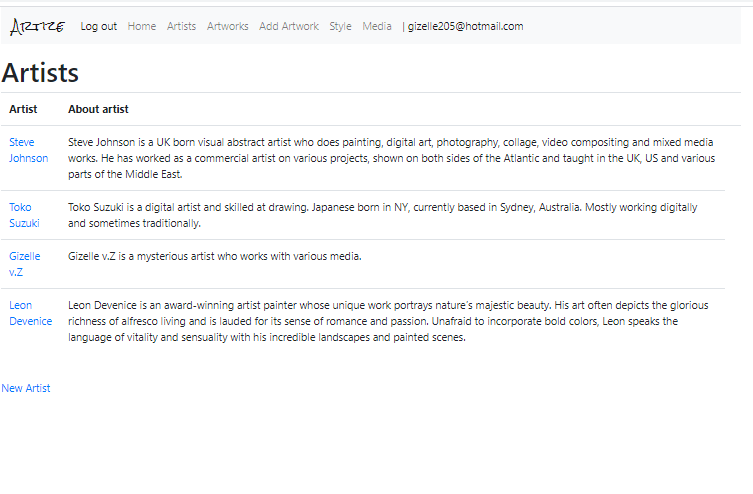 ARTIZE Log out Home Artists Artworks Add Artwork Style Media | gizelle205@hotmail.com
Artists
Artist About artist
Steve Johnson Steve Johnson is a UK born visual abstract artist who does painting, digital art, photography, collage, video compositing and mixed media
works. He has worked as a commercial artist on various projects, shown on both sides of the Atlantic and taught in the UK, US and various
parts of the Middle East.
Toko Suzuki Toko Suzuki is a digital artist and skilled at drawing. Japanese born in NY, currently based in Sydney, Australia. Mostly working digitally
and sometimes traditionally.
Gizelle v.Z Gizelle v.Z is a mysterious artist who works with various media.
Leon Devenice Leon Devenice is an award-winning artist painter whose unique work portrays nature's majestic beauty. His art often depicts the glorious
richness of alfresco living and is lauded for its sense of romance and passion. Unafraid to incorporate bold colors, Leon speaks the
language of vitality and sensuality with his incredible landscapes and painted scenes.
New Artist